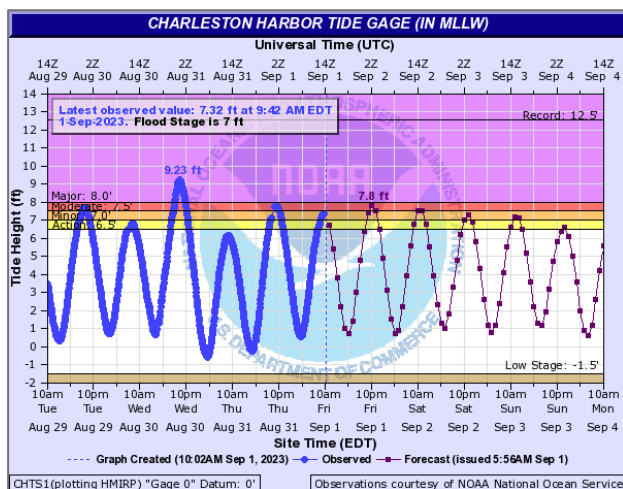 CHARLESTON HARBOR TIDE GAGE (IN MLLW)
Universal Time (UTC)
14Z 2Z 14Z 2Z 14Z 2Z 14Z 2Z 14Z 2Z 14Z 2Z 14Z
Aug 29 Aug 30 Aug 30 Aug 31 Aug 31 Sep 1 Sep 1 Sep 2 Sep 2 Sep 3 Sep 3 Sep 4 Sep 4
Tide Height (ft)
14
13
12
11
10
9
8
7
6
5
4
3
2
1
0
-1
-2
Latest observed value: 7.32 ft at 9:42 AM EDT
1-Sep-2023. Flood Stage is 7 ft
Record: 12.5'
9.23 ft
7.8 ft
Major: 8.0'
Moderate: 7.5'
Minor: 7.0'
Action: 6.5'
NOAA
U.S. DEPARTMENT OF COMMERCE
Low Stage: -1.5'
10am 10pm 10am 10pm 10am 10pm 10am 10pm 10am 10pm 10am 10pm 10am
Tue Tue Wed Wed Thu Thu Fri Fri Sat Sat Sun Sun Mon
Aug 29 Aug 29 Aug 30 Aug 30 Aug 31 Aug 31 Sep 1 Sep 1 Sep 2 Sep 2 Sep 3 Sep 3 Sep 4
Site Time (EDT)
Graph Created (10:02AM Sep 1, 2023) Observed Forecast (issued 5:56AM Sep 1)
CHTS1(plotting HMIRP) "Gage 0" Datum: 0'
Observations courtesy of NOAA National Ocean Service